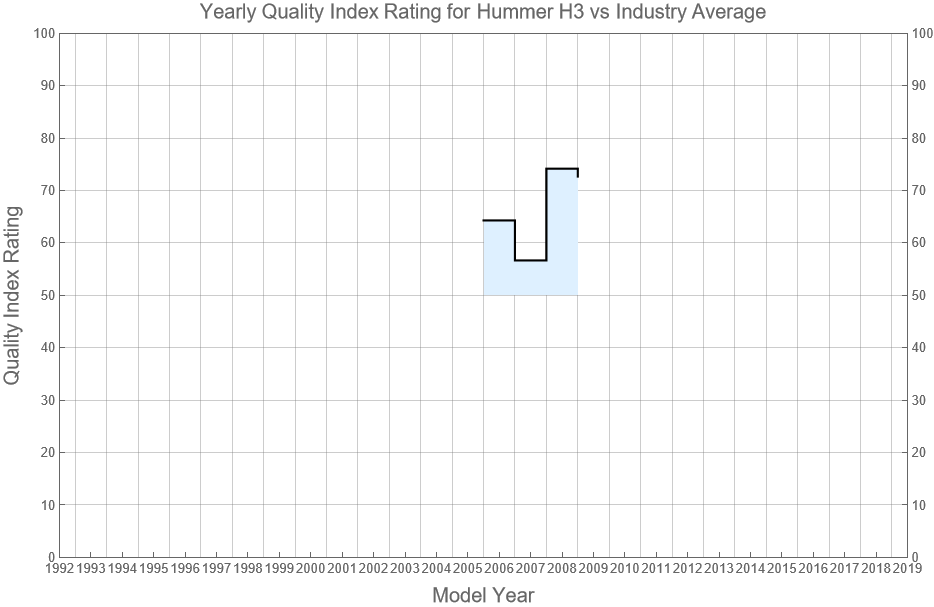 Yearly Quality Index Rating for Hummer H3 vs Industry Average
100 100
90 90
80 80
70 70
60 60
50 50
40 40
30 30
20 20
10 10
0 0
Quality Index Rating
1992 1993 1994 1995 1996 1997 1998 1999 2000 2001 2002 2003 2004 2005 2006 2007 2008 2009 2010 2011 2012 2013 2014 2015 2016 2017 2018 2019
Model Year